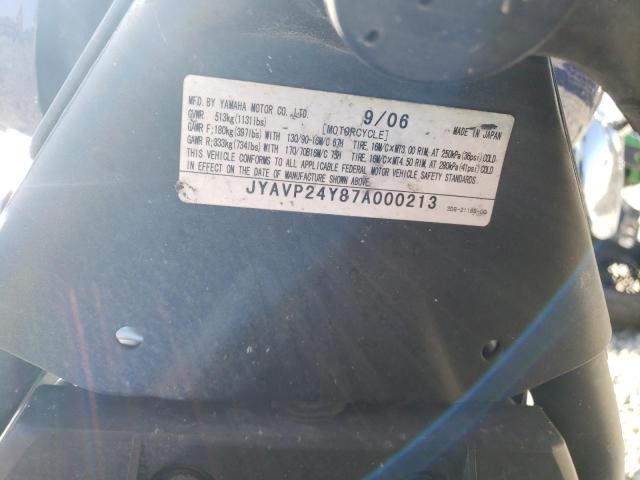 MFD. BY YAMAHA MOTOR CO.,LTD. 9/06 MADE IN JAPAN
GVWR 513kg(1131lbs) [MOTORCYCLE]
GAWR F;180kg(397lbs) WITH 130/90-16M/C 67H TIRE, 16M/C×MT3.00 RIM, AT 250kPa(36psi)COLD
GAWR R;333kg(734lbs) WITH 170/70B16M/C 75H TIRE, 16M/C×MT4.50 RIM, AT 280kPa(41psi)COLD
THIS VEHICLE CONFORMS TO ALL APPLICABLE FEDERAL MOTOR VEHICLE SAFETY STANDARDS
IN EFFECT ON THE DATE OF MANUFACTURE SHOWN ABOVE.
JYAVP24Y87A000213